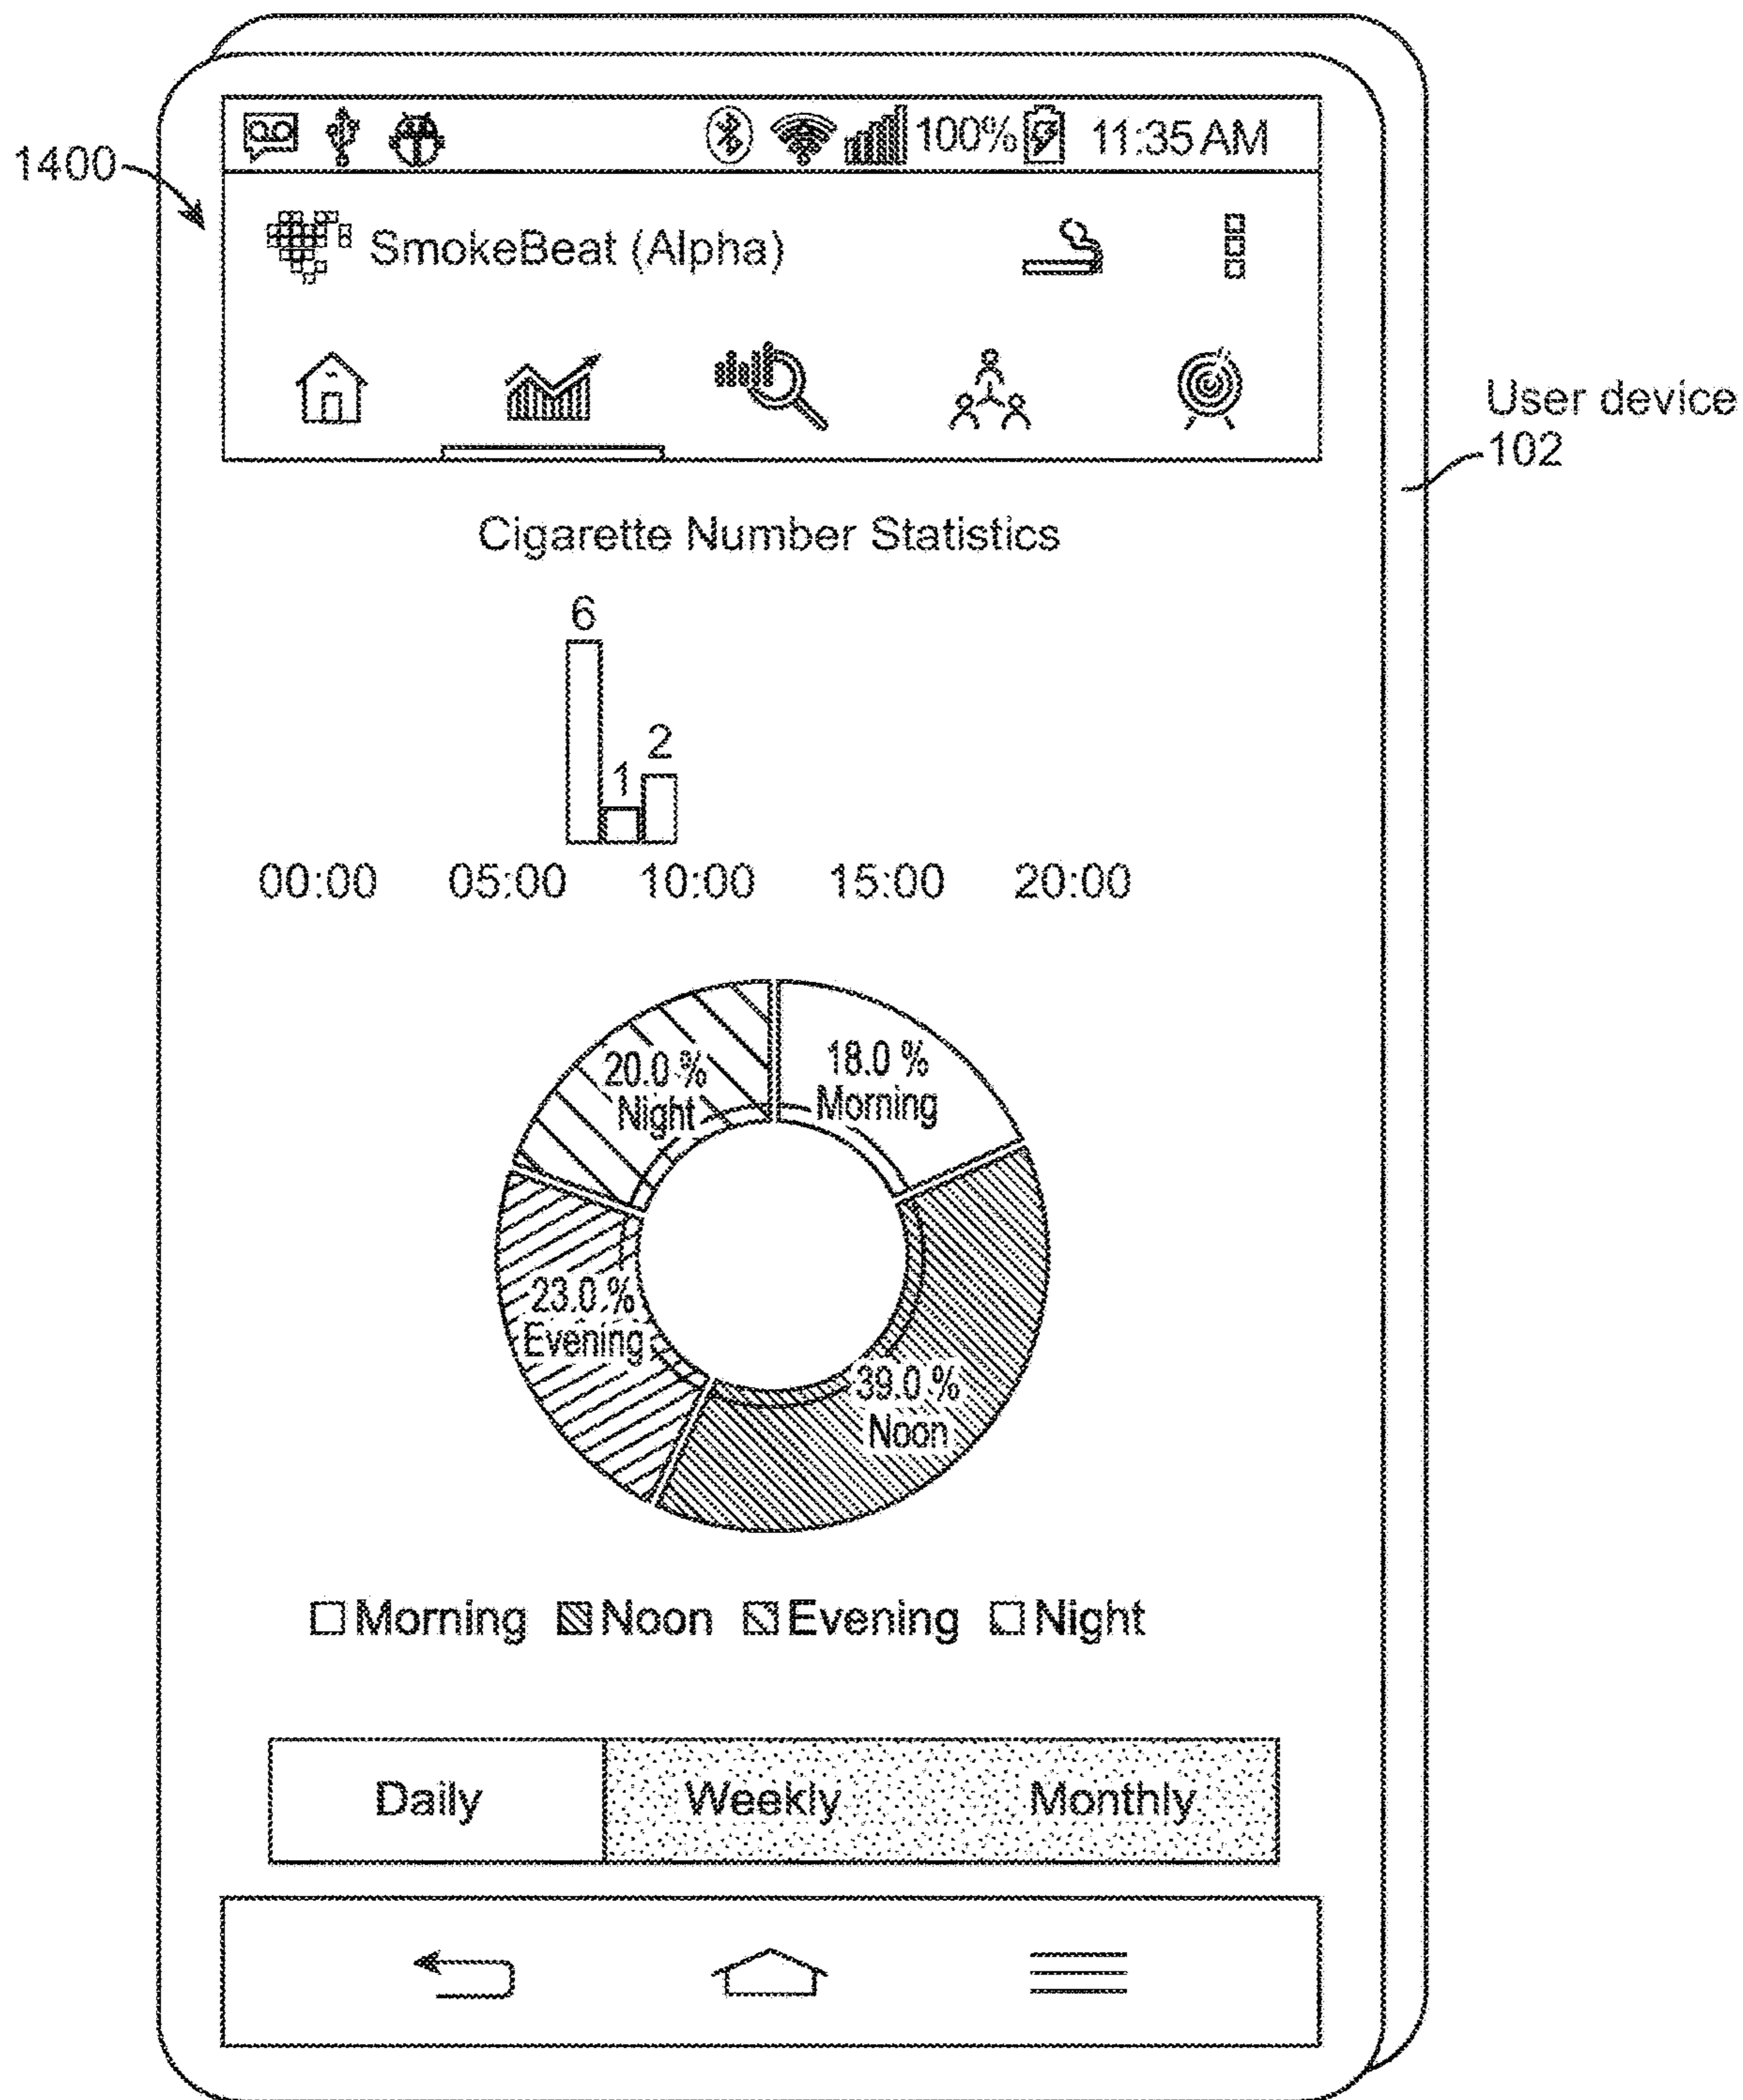 100% 11:35 AM
1400
SmokeBeat (Alpha)
User device
102
Cigarette Number Statistics
6
1
2
00:00 05:00 10:00 15:00 20:00
20.0 %
Night
18.0 %
Morning
23.0 %
Evening
39.0 %
Noon
Morning Noon Evening Night
Daily Weekly Monthly